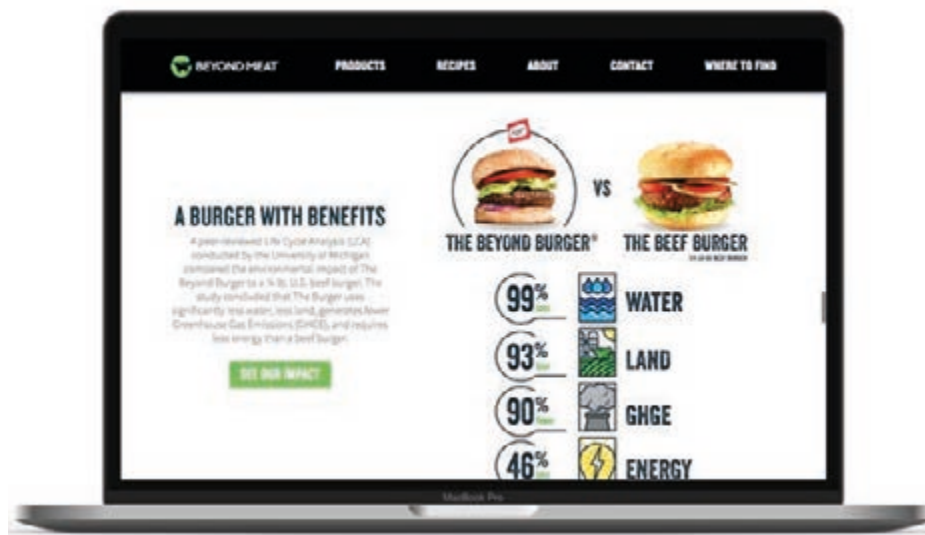 BEYOND MEAT
PRODUCTS
RECIPES
ABOUT
CONTACT
WHERE TO FIND
VS
A BURGER WITH BENEFITS
A peer-reviewed Life Cycle Analysis (LCA)
conducted by the University of Michigan
compared the environmental impact of The
Beyond Burger to a ¼ lb. U.S. beef burger. The
study concluded that The Burger uses
significantly less water, less land, generates fewer
Greenhouse Gas Emissions (GHGE), and requires
less energy than a beef burger.
SEE OUR IMPACT
THE BEYOND BURGER®
THE BEEF BURGER
99% less WATER
93% less LAND
90% fewer GHGE
46% less ENERGY
MacBook Pro